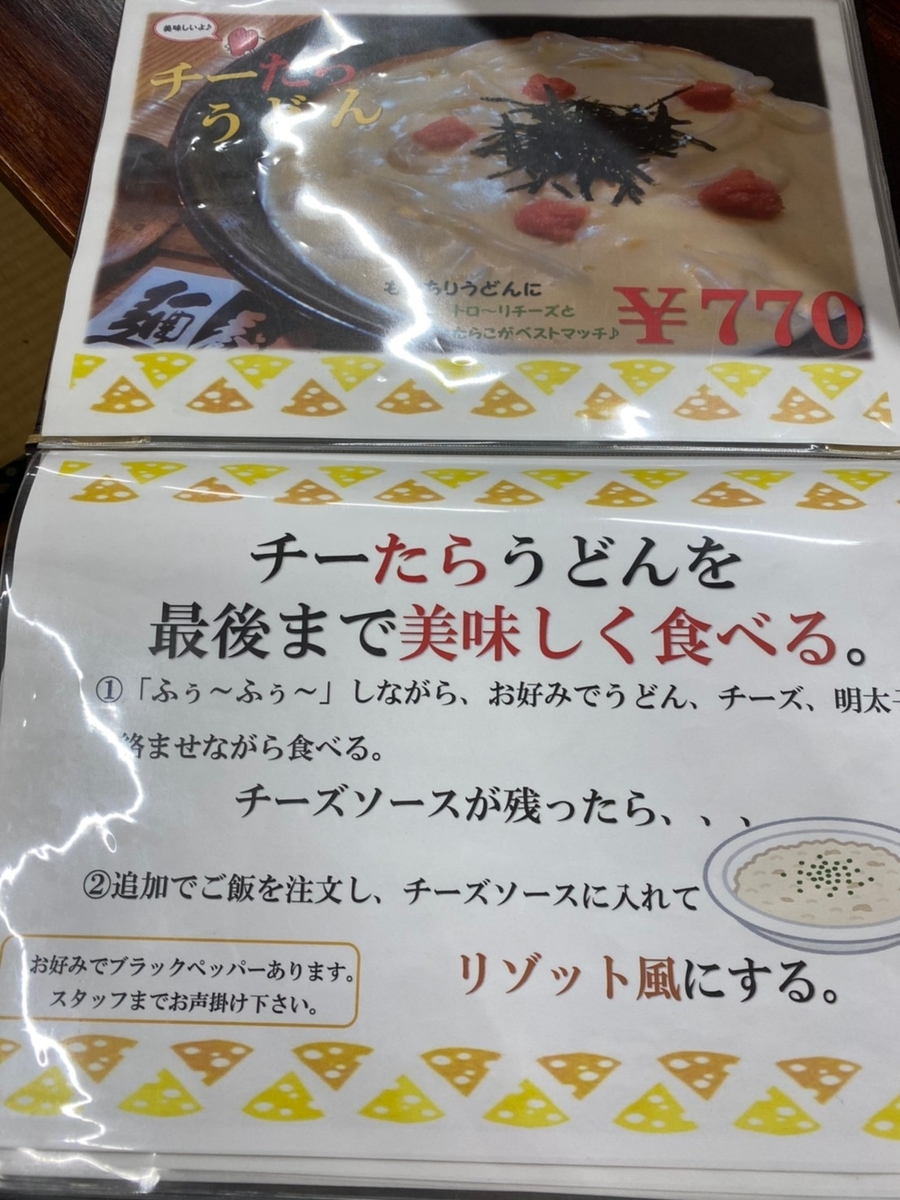 美味しいよ♪
チーたら
うどん
もっちりうどんに
トロ〜リチーズと
たらこがベストマッチ♪
¥770
麺
チーたらうどんを
最後まで美味しく食べる。
①「ふぅ〜ふぅ〜」しながら、お好みでうどん、チーズ、明太
絡ませながら食べる。
チーズソースが残ったら、、、
②追加でご飯を注文し、チーズソースに入れて
リゾット風にする。
お好みでブラックペッパーあります。
スタッフまでお声掛け下さい。